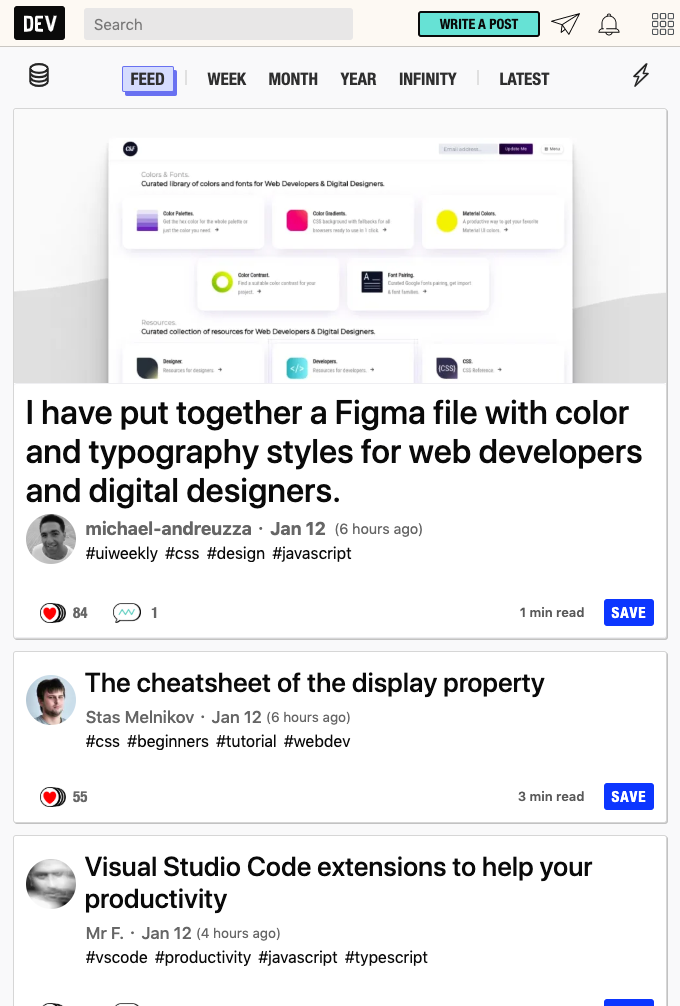 DEV
Search
WRITE A POST
FEED
WEEK
MONTH
YEAR
INFINITY
LATEST
Email address...
Update Me
Menu
Colors & Fonts.
Curated library of colors and fonts for Web Developers & Digital Designers.
Color Palettes.
Get the hex color for the whole palette or
just the color you need.
Color Gradients.
CSS background with fallbacks for all
browsers ready to use in 1 click.
Material Colors.
A productive way to get your favorite
Material UI colors.
Color Contrast.
Find a suitable color contrast for your
project.
A
Font Pairing.
Curated Google fonts pairing, get import
& font families.
Resources.
Curated collection of resources for Web Developers & Digital Designers.
Designer.
Resources for designers.
</>
Developers.
Resources for developers.
{CSS}
CSS.
CSS Reference
I have put together a Figma file with color
and typography styles for web developers
and digital designers.
michael-andreuzza · Jan 12 (6 hours ago)
#uiweekly #css #design #javascript
84
1
1 min read
SAVE
The cheatsheet of the display property
Stas Melnikov · Jan 12 (6 hours ago)
#css #beginners #tutorial #webdev
55
3 min read
SAVE
Visual Studio Code extensions to help your
productivity
Mr F. · Jan 12 (4 hours ago)
#vscode #productivity #javascript #typescript